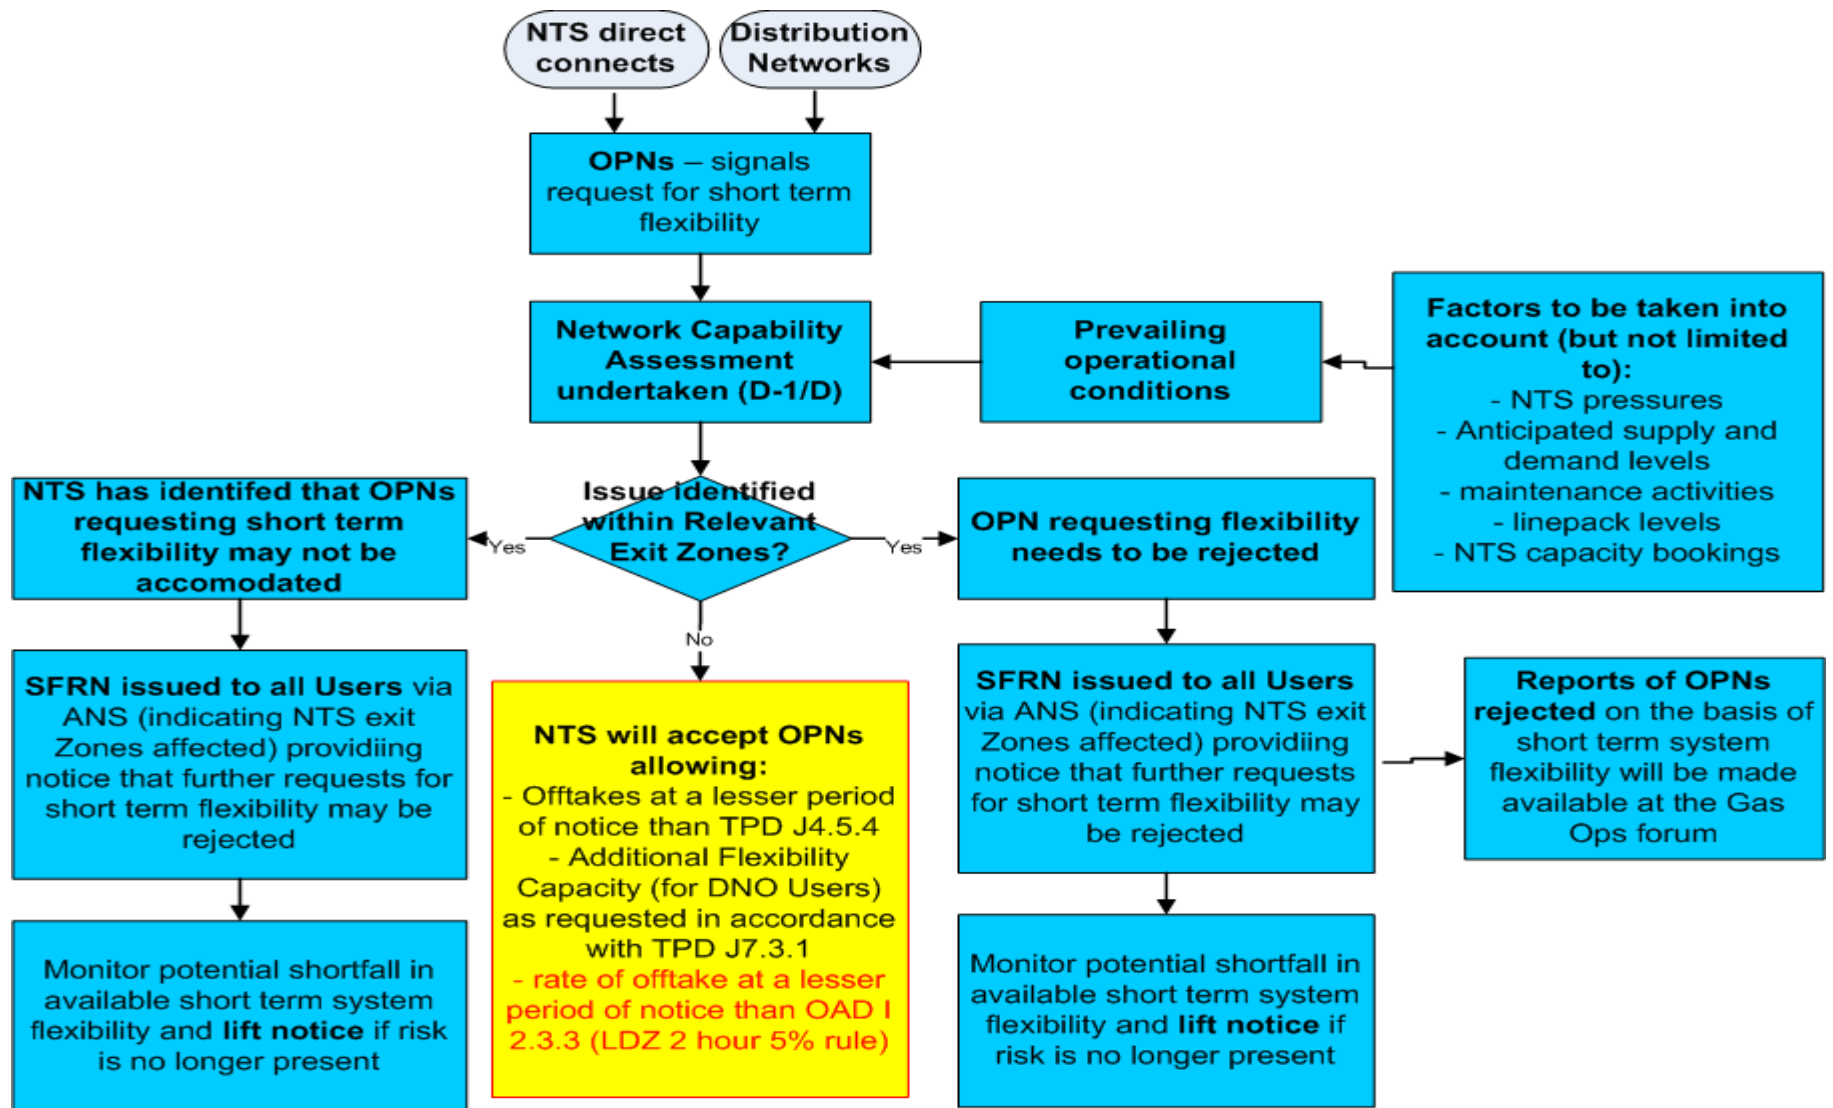 NTS direct
connects
Distribution
Networks
OPNs – signals
request for short term
flexibility
Network Capability
Assessment
undertaken (D-1/D)
Prevailing
operational
conditions
Factors to be taken into
account (but not limited
to):
- NTS pressures
- Anticipated supply and
demand levels
- maintenance activities
- linepack levels
- NTS capacity bookings
NTS has identifed that OPNs
requesting short term
flexibility may not be
accomodated
Yes
Issue identified
within Relevant
Exit Zones?
Yes
OPN requesting flexibility
needs to be rejected
No
SFRN issued to all Users via
ANS (indicating NTS exit
Zones affected) providiing
notice that further requests for
short term flexibility may be
rejected
NTS will accept OPNs
allowing:
- Offtakes at a lesser period
of notice than TPD J4.5.4
- Additional Flexibility
Capacity (for DNO Users)
as requested in accordance
with TPD J7.3.1
- rate of offtake at a lesser
period of notice than OAD I
2.3.3 (LDZ 2 hour 5% rule)
SFRN issued to all Users
via ANS (indicating NTS exit
Zones affected) providiing
notice that further requests
for short term flexibility may
be rejected
Reports of OPNs
rejected on the basis of
short term system
flexibility will be made
available at the Gas
Ops forum
Monitor potential shortfall in
available short term system
flexibility and lift notice if risk
is no longer present
Monitor potential shortfall in
available short term system
flexibility and lift notice if
risk is no longer present